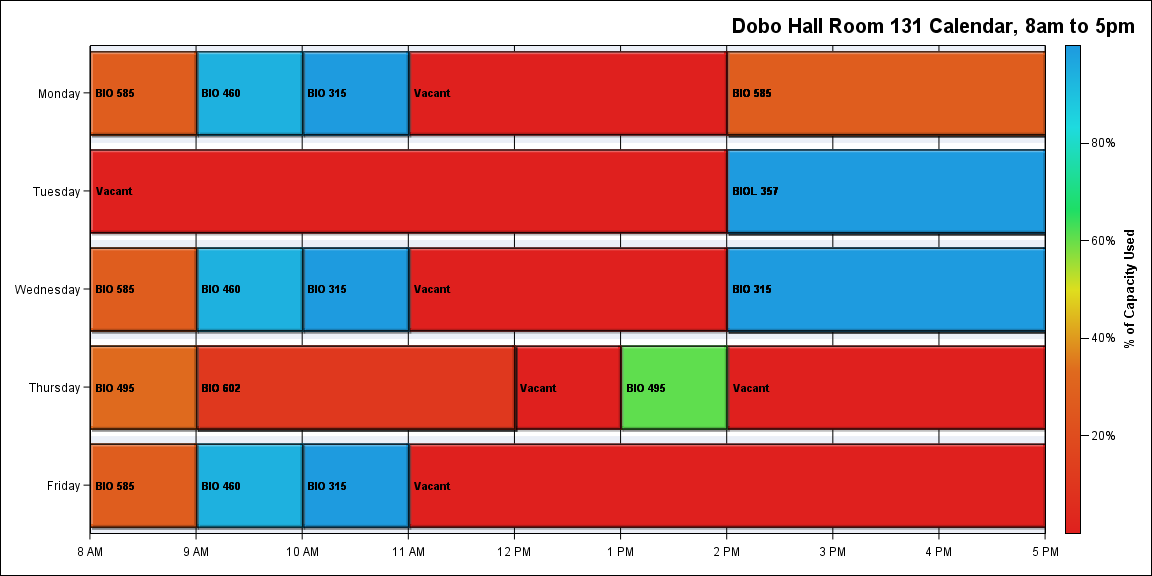 Dobo Hall Room 131 Calendar, 8am to 5pm
Monday
BIO 585
BIO 460
BIO 315
Vacant
BIO 585
Tuesday
Vacant
BIOL 357
Wednesday
BIO 585
BIO 460
BIO 315
Vacant
BIO 315
Thursday
BIO 495
BIO 602
Vacant
BIO 495
Vacant
Friday
BIO 585
BIO 460
BIO 315
Vacant
8 AM
9 AM
10 AM
11 AM
12 PM
1 PM
2 PM
3 PM
4 PM
5 PM
80%
60%
40%
20%
% of Capacity Used